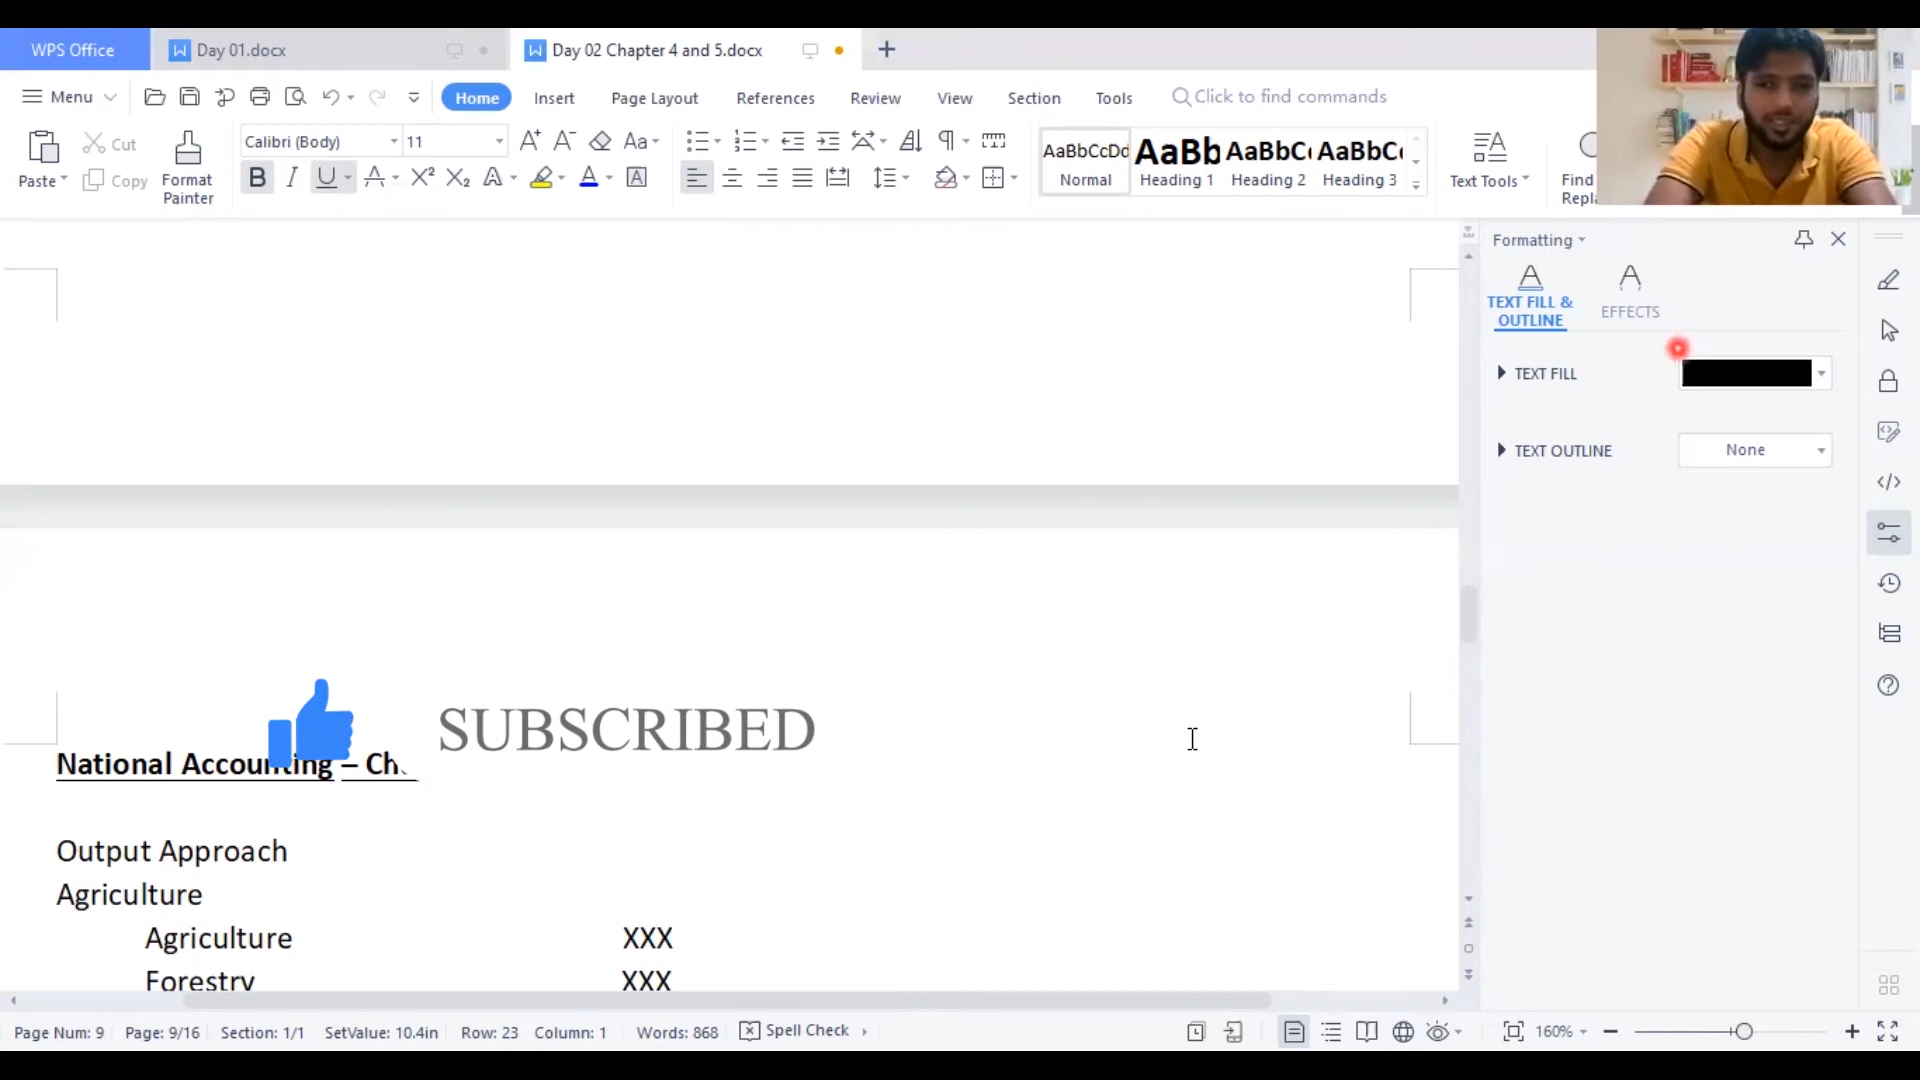 WPS Office
Day 01.docx
Day 02 Chapter 4 and 5.docx
Menu
Home
Insert
Page Layout
References
Review
View
Section
Tools
Click to find commands
Paste
Cut
Copy
Format
Painter
Calibri (Body)
11
AaBbCcDd
Normal
AaBb
Heading 1
AaBbC
Heading 2
AaBbC
Heading 3
Text Tools
Find
Repla
Formatting
TEXT FILL &
OUTLINE
EFFECTS
TEXT FILL
TEXT OUTLINE
None
SUBSCRIBED
National Accounting – Ch
Output Approach
Agriculture
Agriculture XXX
Forestry XXX
Page Num: 9 Page: 9/16 Section: 1/1 SetValue: 10.4in Row: 23 Column: 1 Words: 868 Spell Check
160%